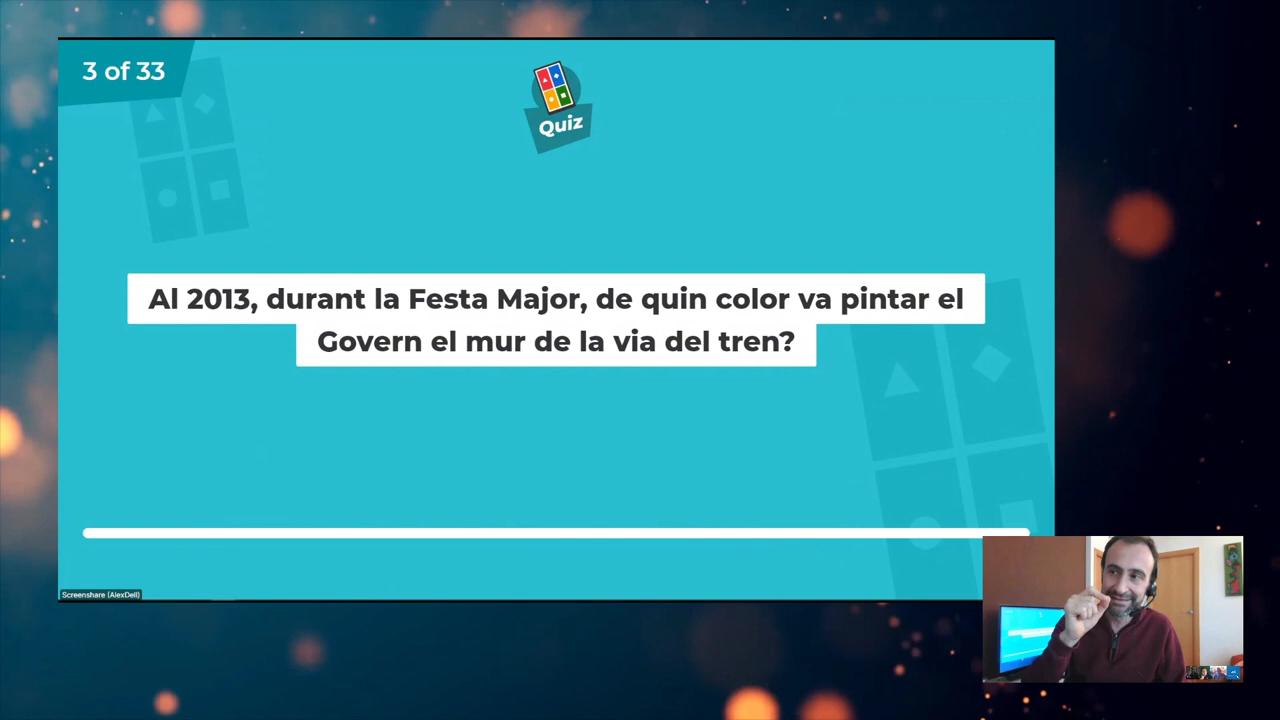 3 of 33
Quiz
Al 2013, durant la Festa Major, de quin color va pintar el
Govern el mur de la via del tren?
Screenshare (AlexDell)